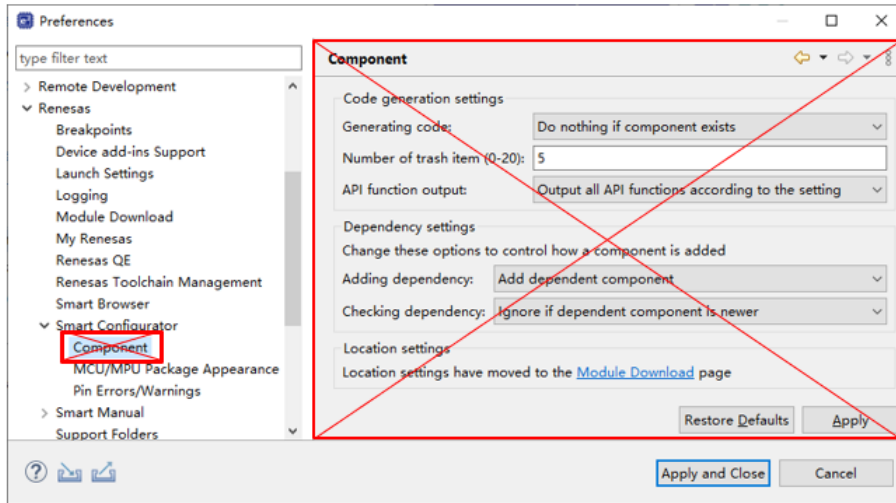 Preferences
type filter text
Remote Development
Renesas
Breakpoints
Device add-ins Support
Launch Settings
Logging
Module Download
My Renesas
Renesas QE
Renesas Toolchain Management
Smart Browser
Smart Configurator
Component
MCU/MPU Package Appearance
Pin Errors/Warnings
Smart Manual
Support Folders
Component
Code generation settings
Generating code: Do nothing if component exists
Number of trash item (0-20): 5
API function output: Output all API functions according to the setting
Dependency settings
Change these options to control how a component is added
Adding dependency: Add dependent component
Checking dependency: Ignore if dependent component is newer
Location settings
Location settings have moved to the Module Download page
Restore Defaults Apply
Apply and Close Cancel